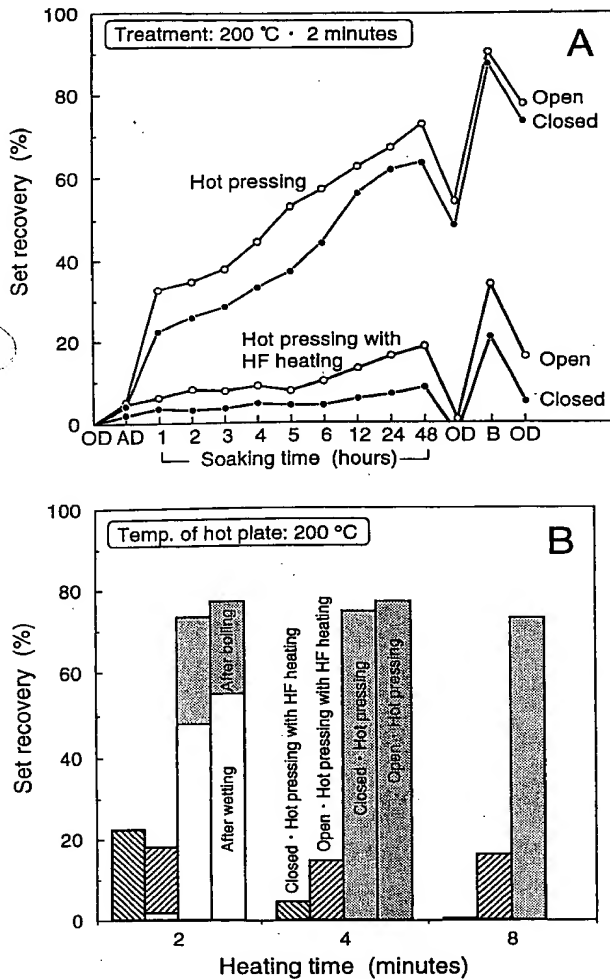 Treatment: 200 °C · 2 minutes
A
100
80
60
40
20
0
Set recovery (%)
Open
Closed
Hot pressing
Hot pressing with
HF heating
Open
Closed
OD AD 1 2 3 4 5 6 12 24 48 OD B OD
Soaking time (hours)
Temp. of hot plate: 200 °C
B
100
80
60
40
20
0
Set recovery (%)
After boiling
After wetting
Closed · Hot pressing with HF heating
Open · Hot pressing with HF heating
Closed · Hot pressing
Open · Hot pressing
2 4 8
Heating time (minutes)